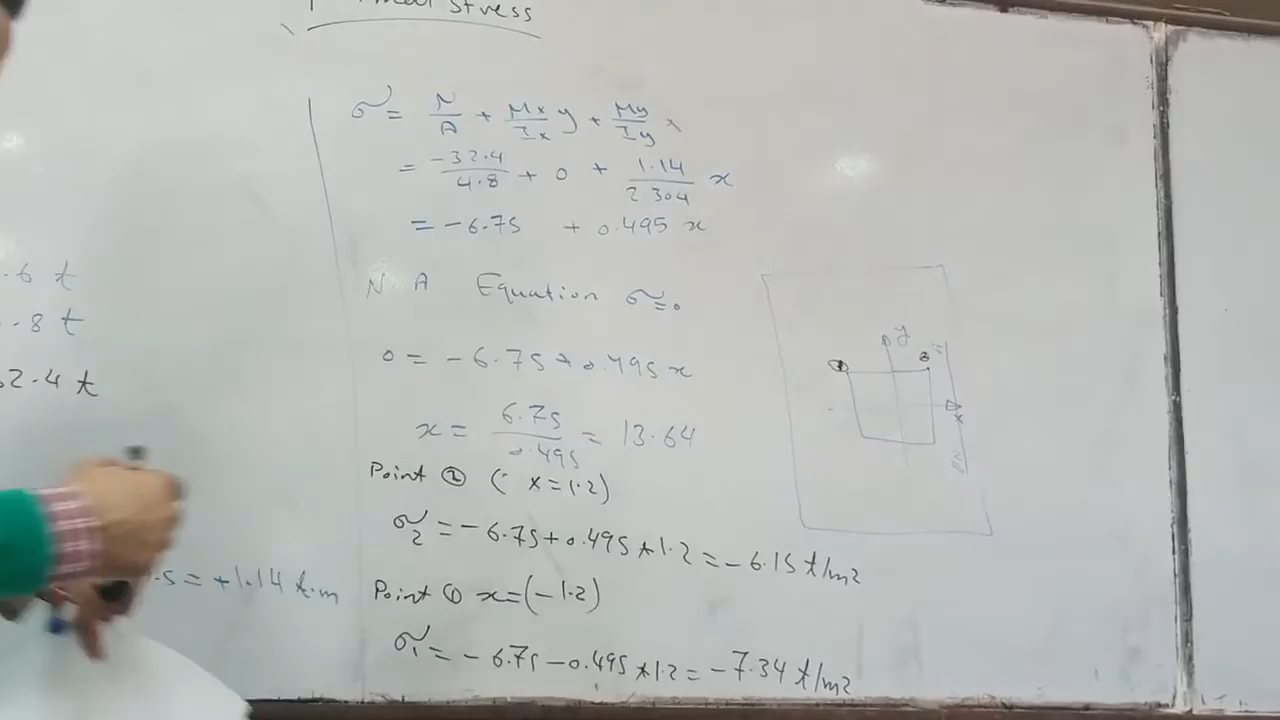 stress
σ = N/A + Mx/Ix y + My/Iy x
= -32.4/4.8 + 0 + 1.14/2.304 x
= -6.75 + 0.495 x
.6 t
.8 t
2.4 t
N A Equation σ=0
0 = -6.75 + 0.495 x
x = 6.75/0.495 = 13.64
Point ② ( x=1.2)
σ2 = -6.75+0.495*1.2 = -6.15 t/m2
.5 = +1.14 t.m
Point ① x=(-1.2)
σ1 = -6.75-0.495*1.2 = -7.34 t/m2
y
①
x